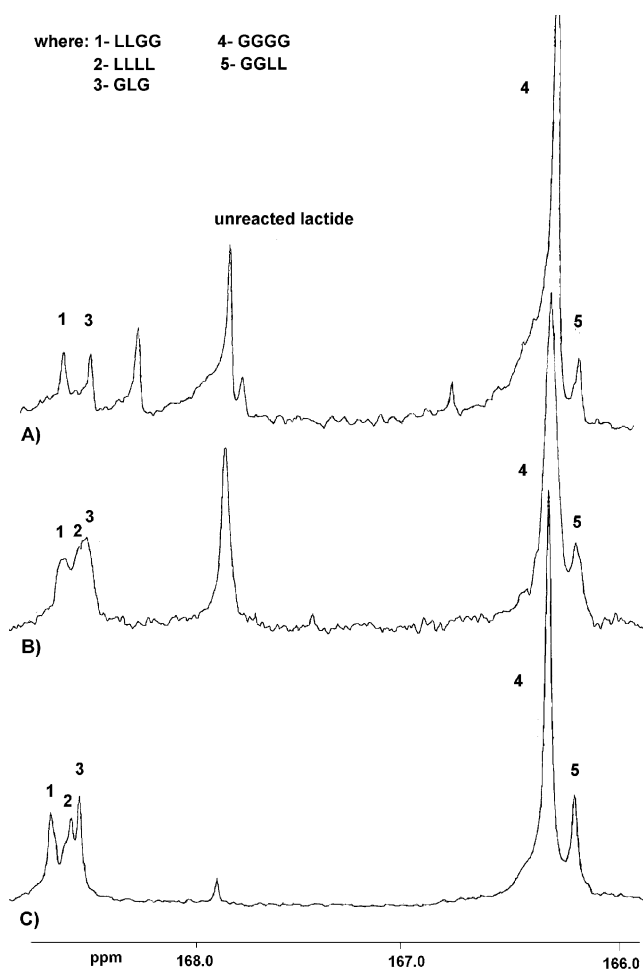 where: 1- LLGG 4- GGGG
2- LLLL 5- GGLL
3- GLG
4
unreacted lactide
1 3 5
A)
4
1 2 3 5
B)
4
1 2 3 5
C)
ppm 168.0 167.0 166.0